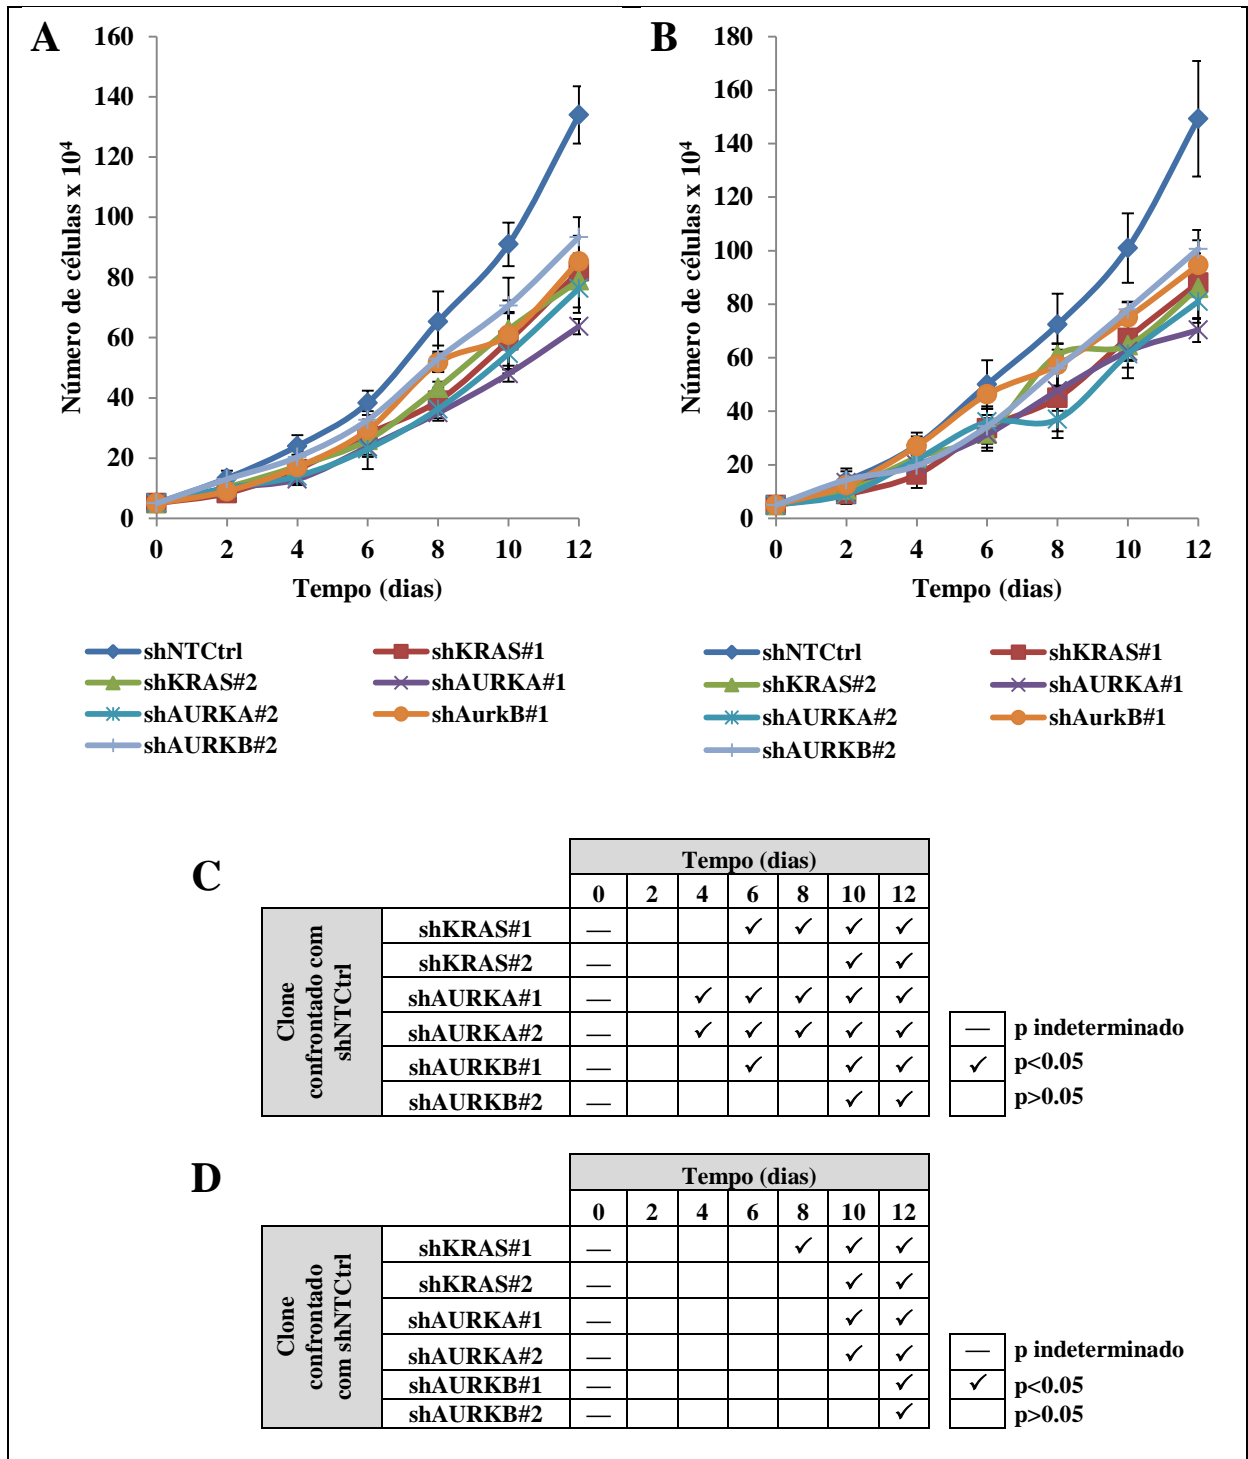 A
B
160
140
120
100
80
60
40
20
0
Número de células x 10⁴
0 2 4 6 8 10 12
Tempo (dias)
180
160
140
120
100
80
60
40
20
0
Número de células x 10⁴
0 2 4 6 8 10 12
Tempo (dias)
shNTCtrl shKRAS#1
shKRAS#2 shAURKA#1
shAURKA#2 shAurkB#1
shAURKB#2
shNTCtrl shKRAS#1
shKRAS#2 shAURKA#1
shAURKA#2 shAurkB#1
shAURKB#2
C
Tempo (dias)
0 2 4 6 8 10 12
Clone
confrontado com
shNTCtrl
shKRAS#1 — ✓ ✓ ✓ ✓
shKRAS#2 — ✓ ✓
shAURKA#1 — ✓ ✓ ✓ ✓ ✓
shAURKA#2 — ✓ ✓ ✓ ✓ ✓
shAURKB#1 — ✓ ✓ ✓
shAURKB#2 — ✓ ✓
— p indeterminado
✓ p<0.05
p>0.05
D
Tempo (dias)
0 2 4 6 8 10 12
Clone
confrontado
com shNTCtrl
shKRAS#1 — ✓ ✓ ✓
shKRAS#2 — ✓ ✓
shAURKA#1 — ✓ ✓
shAURKA#2 — ✓ ✓
shAURKB#1 — ✓
shAURKB#2 — ✓
— p indeterminado
✓ p<0.05
p>0.05